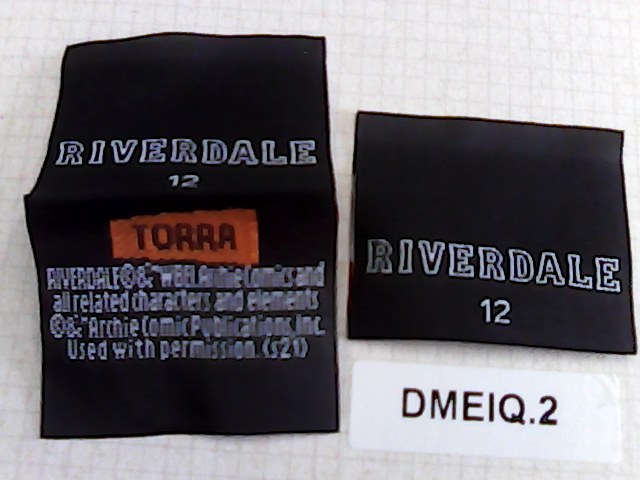 RIVERDALE
12
TORRA
RIVERDALE©&™WBEI. Archie Comics and
all related characters and elements
©&™Archie Comic Publications, Inc.
Used with permission. (s21)
RIVERDALE
12
DMEIQ.2